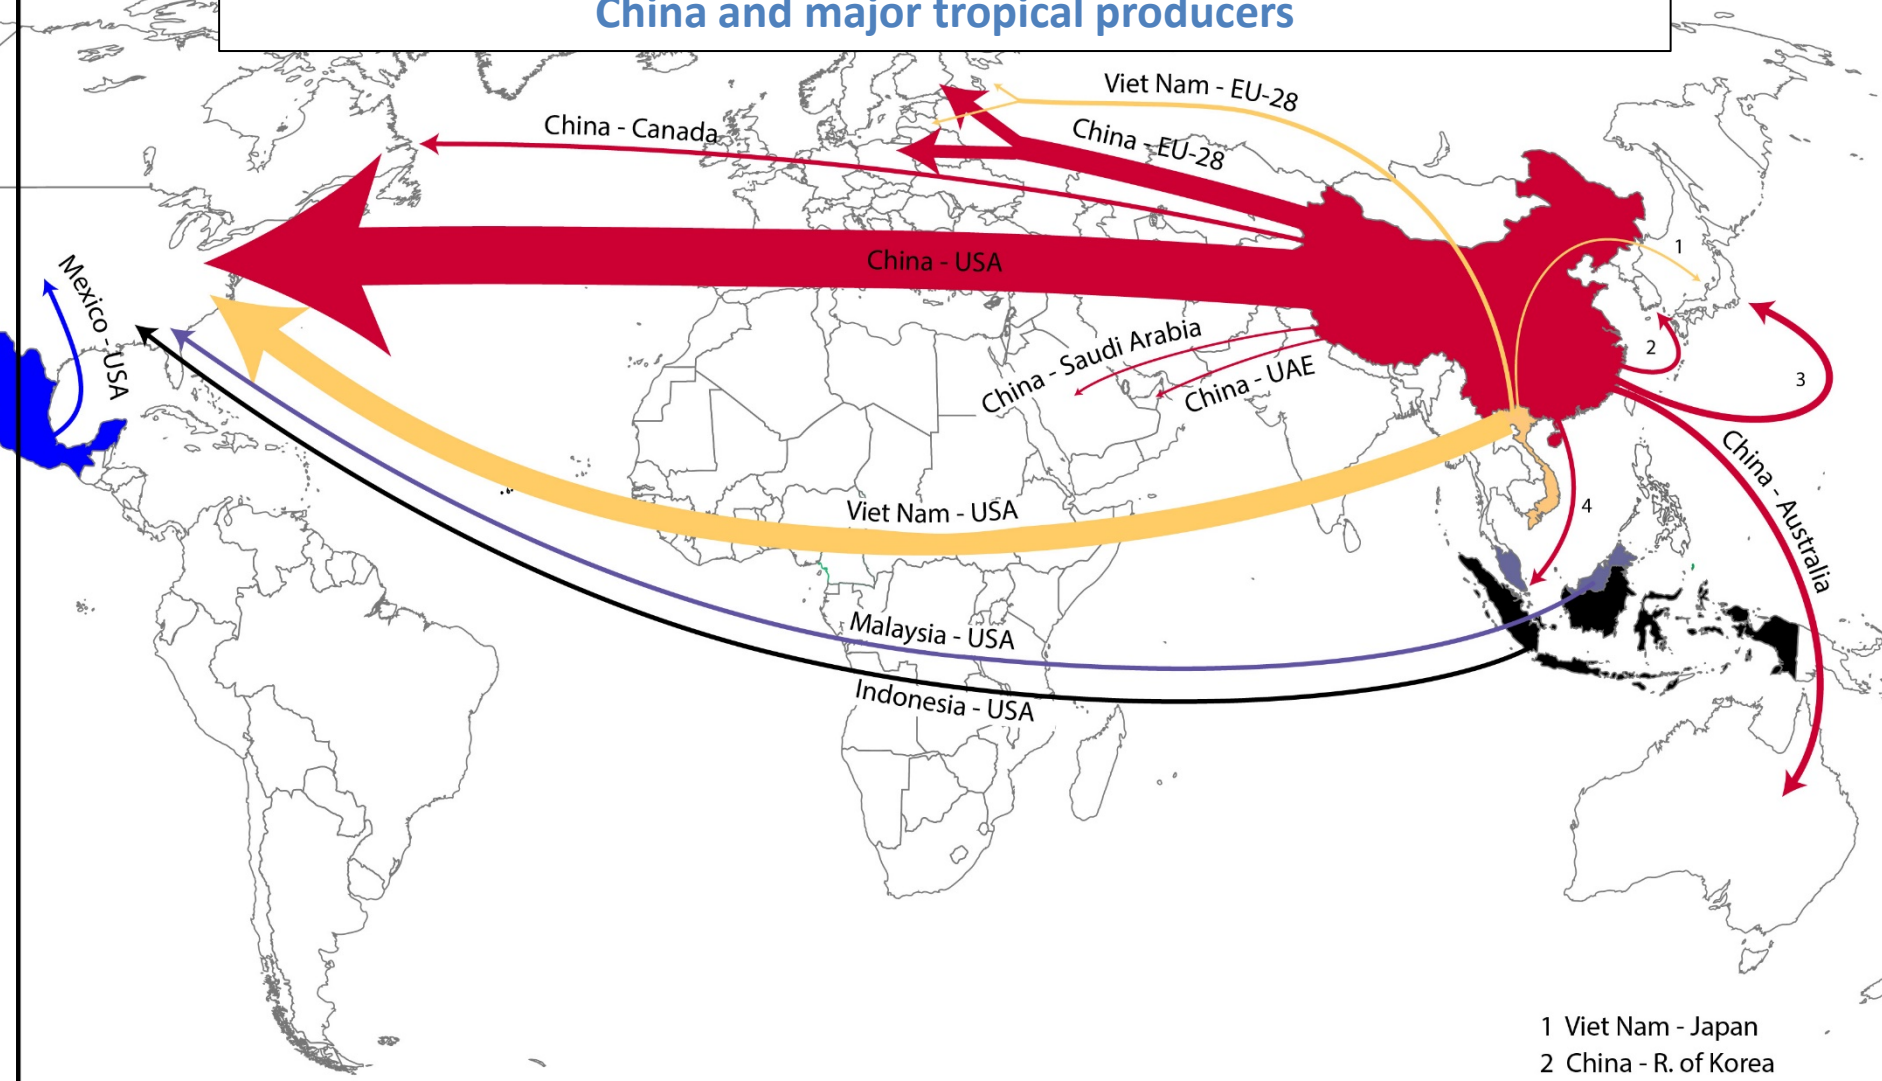 China and major tropical producers
Viet Nam - EU-28
China - Canada
China - EU-28
China - USA
Mexico - USA
China - Saudi Arabia
China - UAE
1
2
3
China - Australia
Viet Nam - USA
4
Malaysia - USA
Indonesia - USA
1 Viet Nam - Japan
2 China - R. of Korea